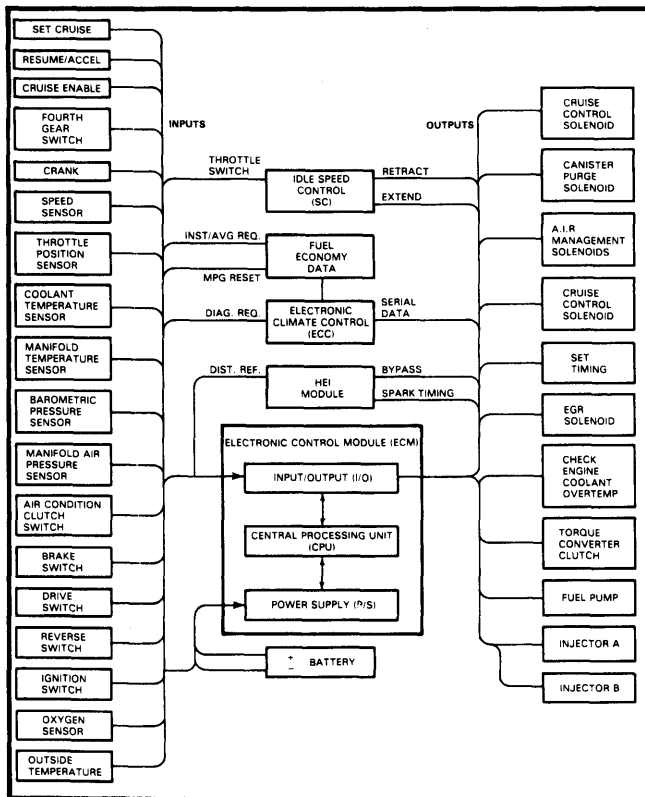 SET CRUISE
RESUME/ACCEL
CRUISE ENABLE
FOURTH
GEAR
SWITCH
CRANK
SPEED
SENSOR
THROTTLE
POSITION
SENSOR
COOLANT
TEMPERATURE
SENSOR
MANIFOLD
TEMPERATURE
SENSOR
BAROMETRIC
PRESSURE
SENSOR
MANIFOLD AIR
PRESSURE
SENSOR
AIR CONDITION
CLUTCH
SWITCH
BRAKE
SWITCH
DRIVE
SWITCH
REVERSE
SWITCH
IGNITION
SWITCH
OXYGEN
SENSOR
OUTSIDE
TEMPERATURE
INPUTS
THROTTLE
SWITCH
IDLE SPEED
CONTROL
(SC)
RETRACT
EXTEND
INST/AVG REQ.
MPG RESET
FUEL
ECONOMY
DATA
DIAG. REQ.
ELECTRONIC
CLIMATE CONTROL
(ECC)
SERIAL
DATA
DIST. REF.
HEI
MODULE
BYPASS
SPARK TIMING
ELECTRONIC CONTROL MODULE (ECM)
INPUT/OUTPUT (I/O)
CENTRAL PROCESSING UNIT
(CPU)
POWER SUPPLY (P/S)
+
− BATTERY
OUTPUTS
CRUISE
CONTROL
SOLENOID
CANISTER
PURGE
SOLENOID
A.I.R
MANAGEMENT
SOLENOIDS
CRUISE
CONTROL
SOLENOID
SET
TIMING
EGR
SOLENOID
CHECK
ENGINE
COOLANT
OVERTEMP
TORQUE
CONVERTER
CLUTCH
FUEL PUMP
INJECTOR A
INJECTOR B